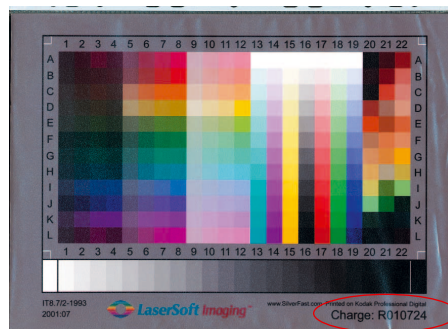 1 2 3 4 5 6 7 8 9 10 11 12 13 14 15 16 17 18 19 20 21 22
A A
B B
C C
D D
E E
F F
G G
H H
I I
J J
K K
L L
1 2 3 4 5 6 7 8 9 10 11 12 13 14 15 16 17 18 19 20 21 22
IT8.7/2-1993
2001:07
LaserSoft Imaging™
www.SilverFast.com Printed on Kodak Professional Digital
Charge: R010724